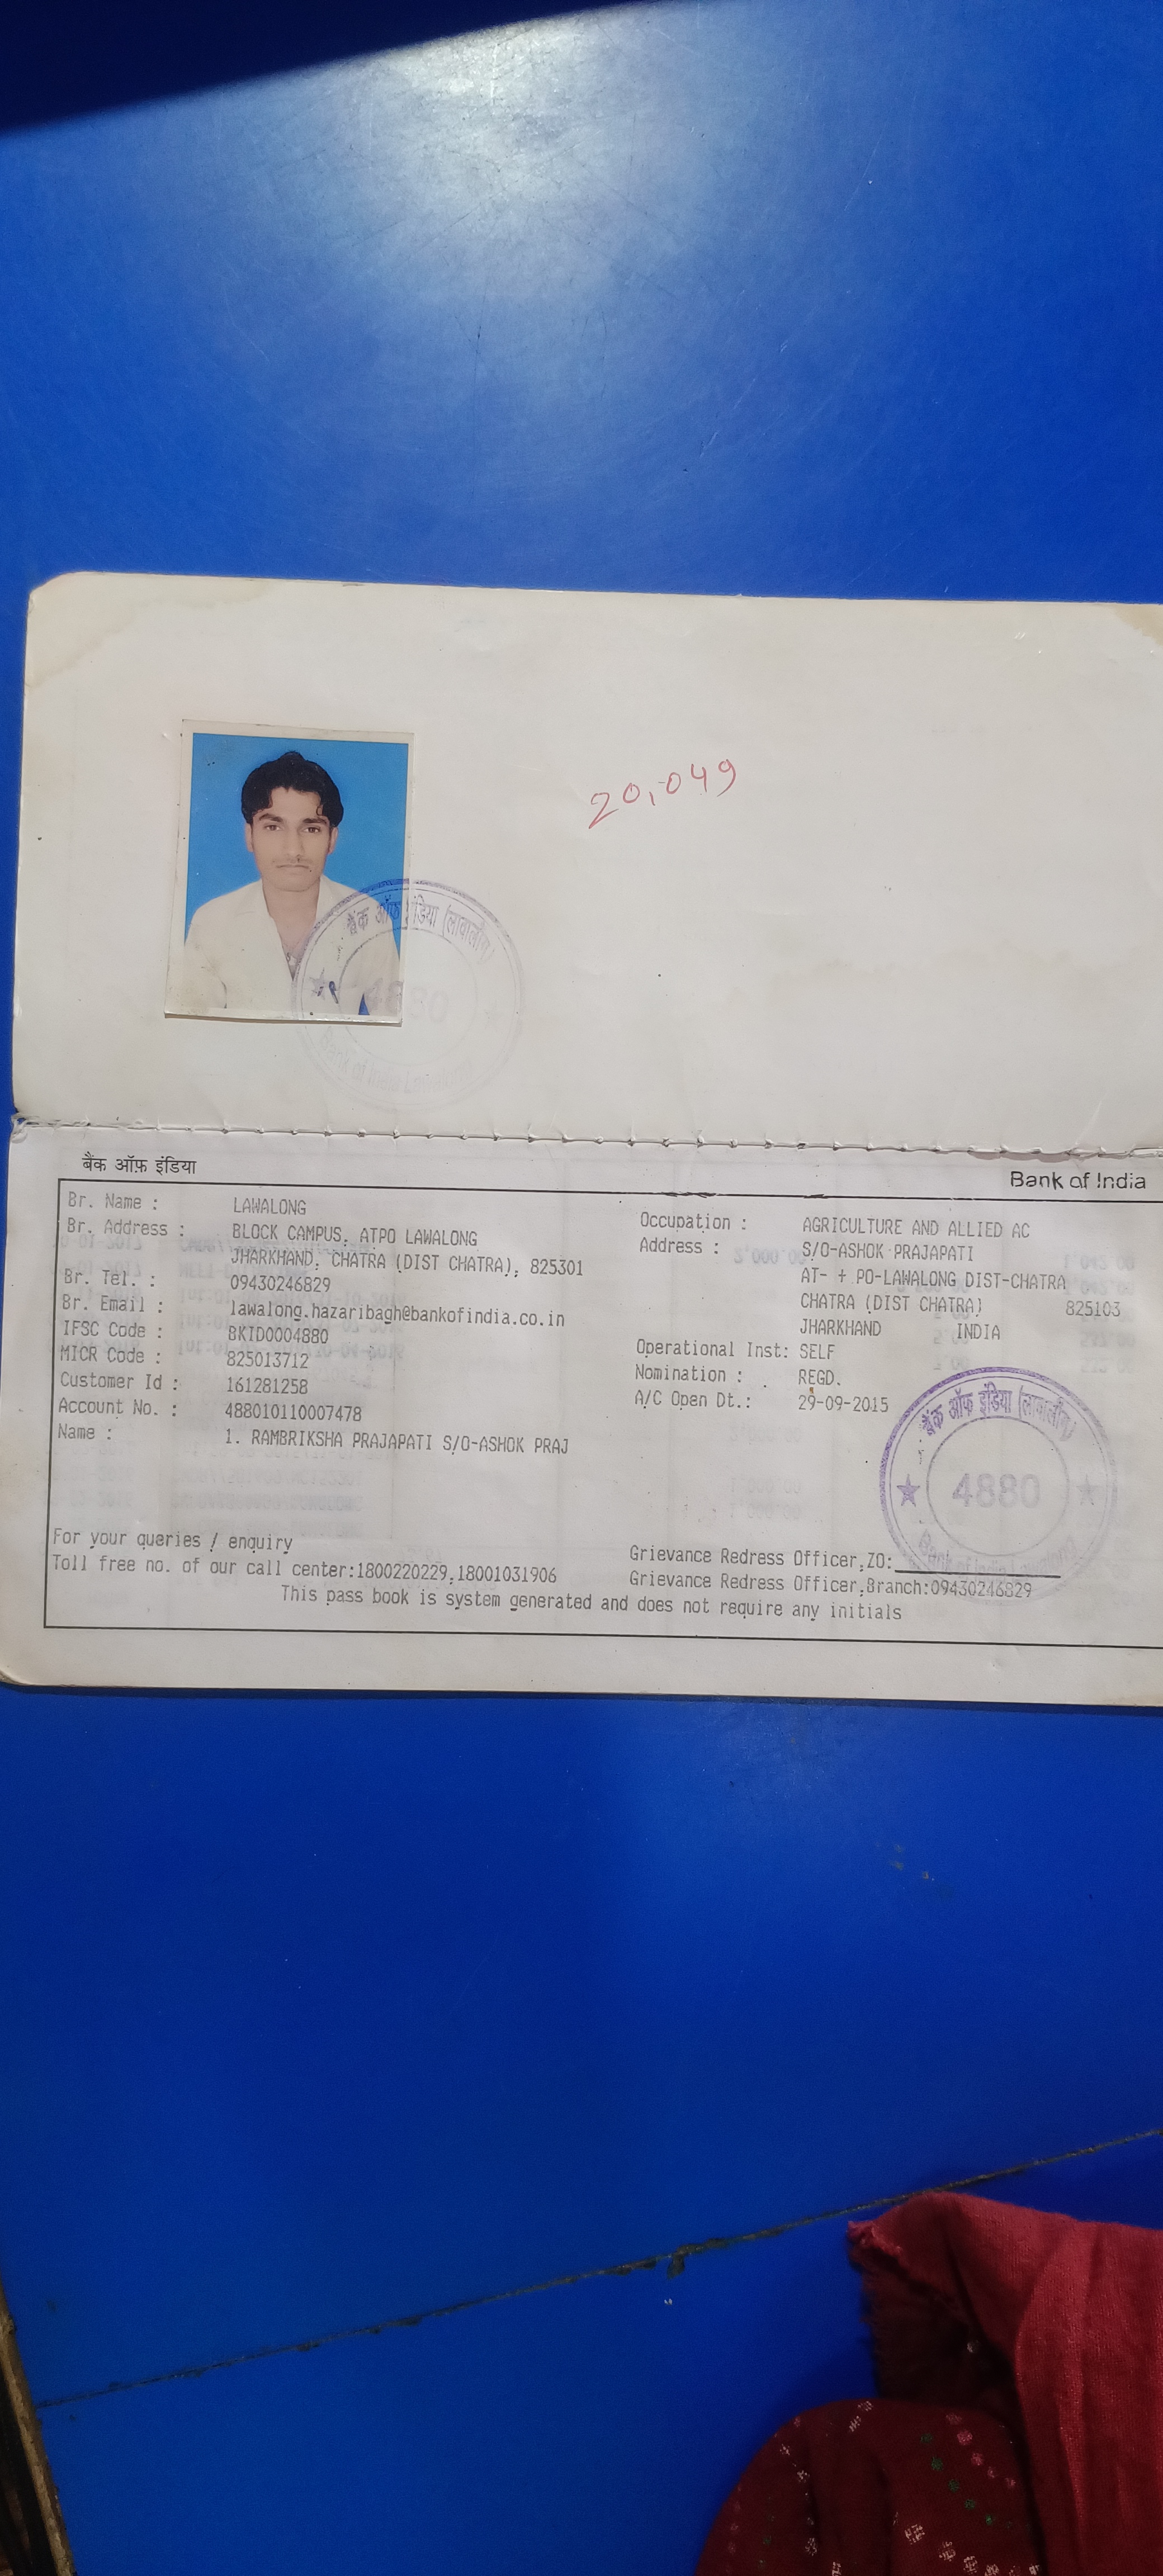 20,049
बैंक ऑफ इंडिया (लावालौंग)
4880
Bank of India Lawalong
बैंक ऑफ़ इंडिया
Bank of India
Br. Name : LAWALONG
Br. Address : BLOCK CAMPUS, ATPO LAWALONG
JHARKHAND, CHATRA (DIST CHATRA), 825301
Br. Tel. : 09430246829
Br. Email : lawalong.hazaribagh@bankofindia.co.in
IFSC Code : BKID0004880
MICR Code : 825013712
Customer Id : 161281258
Account No. : 488010110007478
Name : 1. RAMBRIKSHA PRAJAPATI S/O-ASHOK PRAJ
Occupation : AGRICULTURE AND ALLIED AC
Address : S/O-ASHOK PRAJAPATI
AT- + PO-LAWALONG DIST-CHATRA
CHATRA (DIST CHATRA) 825103
JHARKHAND INDIA
Operational Inst: SELF
Nomination : REGD.
A/C Open Dt.: 29-09-2015
बैंक ऑफ इंडिया (लावालौंग)
4880
Bank of India Lawalong
For your queries / enquiry
Toll free no. of our call center:1800220229,18001031906
Grievance Redress Officer,ZO:
Grievance Redress Officer,Branch:09430246829
This pass book is system generated and does not require any initials